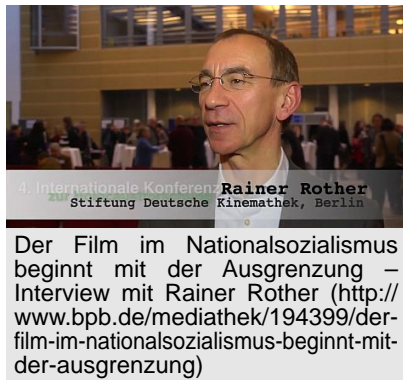 4. Internationale Konferenz
Rainer Rother
Stiftung Deutsche Kinemathek, Berlin
Der Film im Nationalsozialismus
beginnt mit der Ausgrenzung –
Interview mit Rainer Rother (http://
www.bpb.de/mediathek/194399/der-
film-im-nationalsozialismus-beginnt-mit-
der-ausgrenzung)